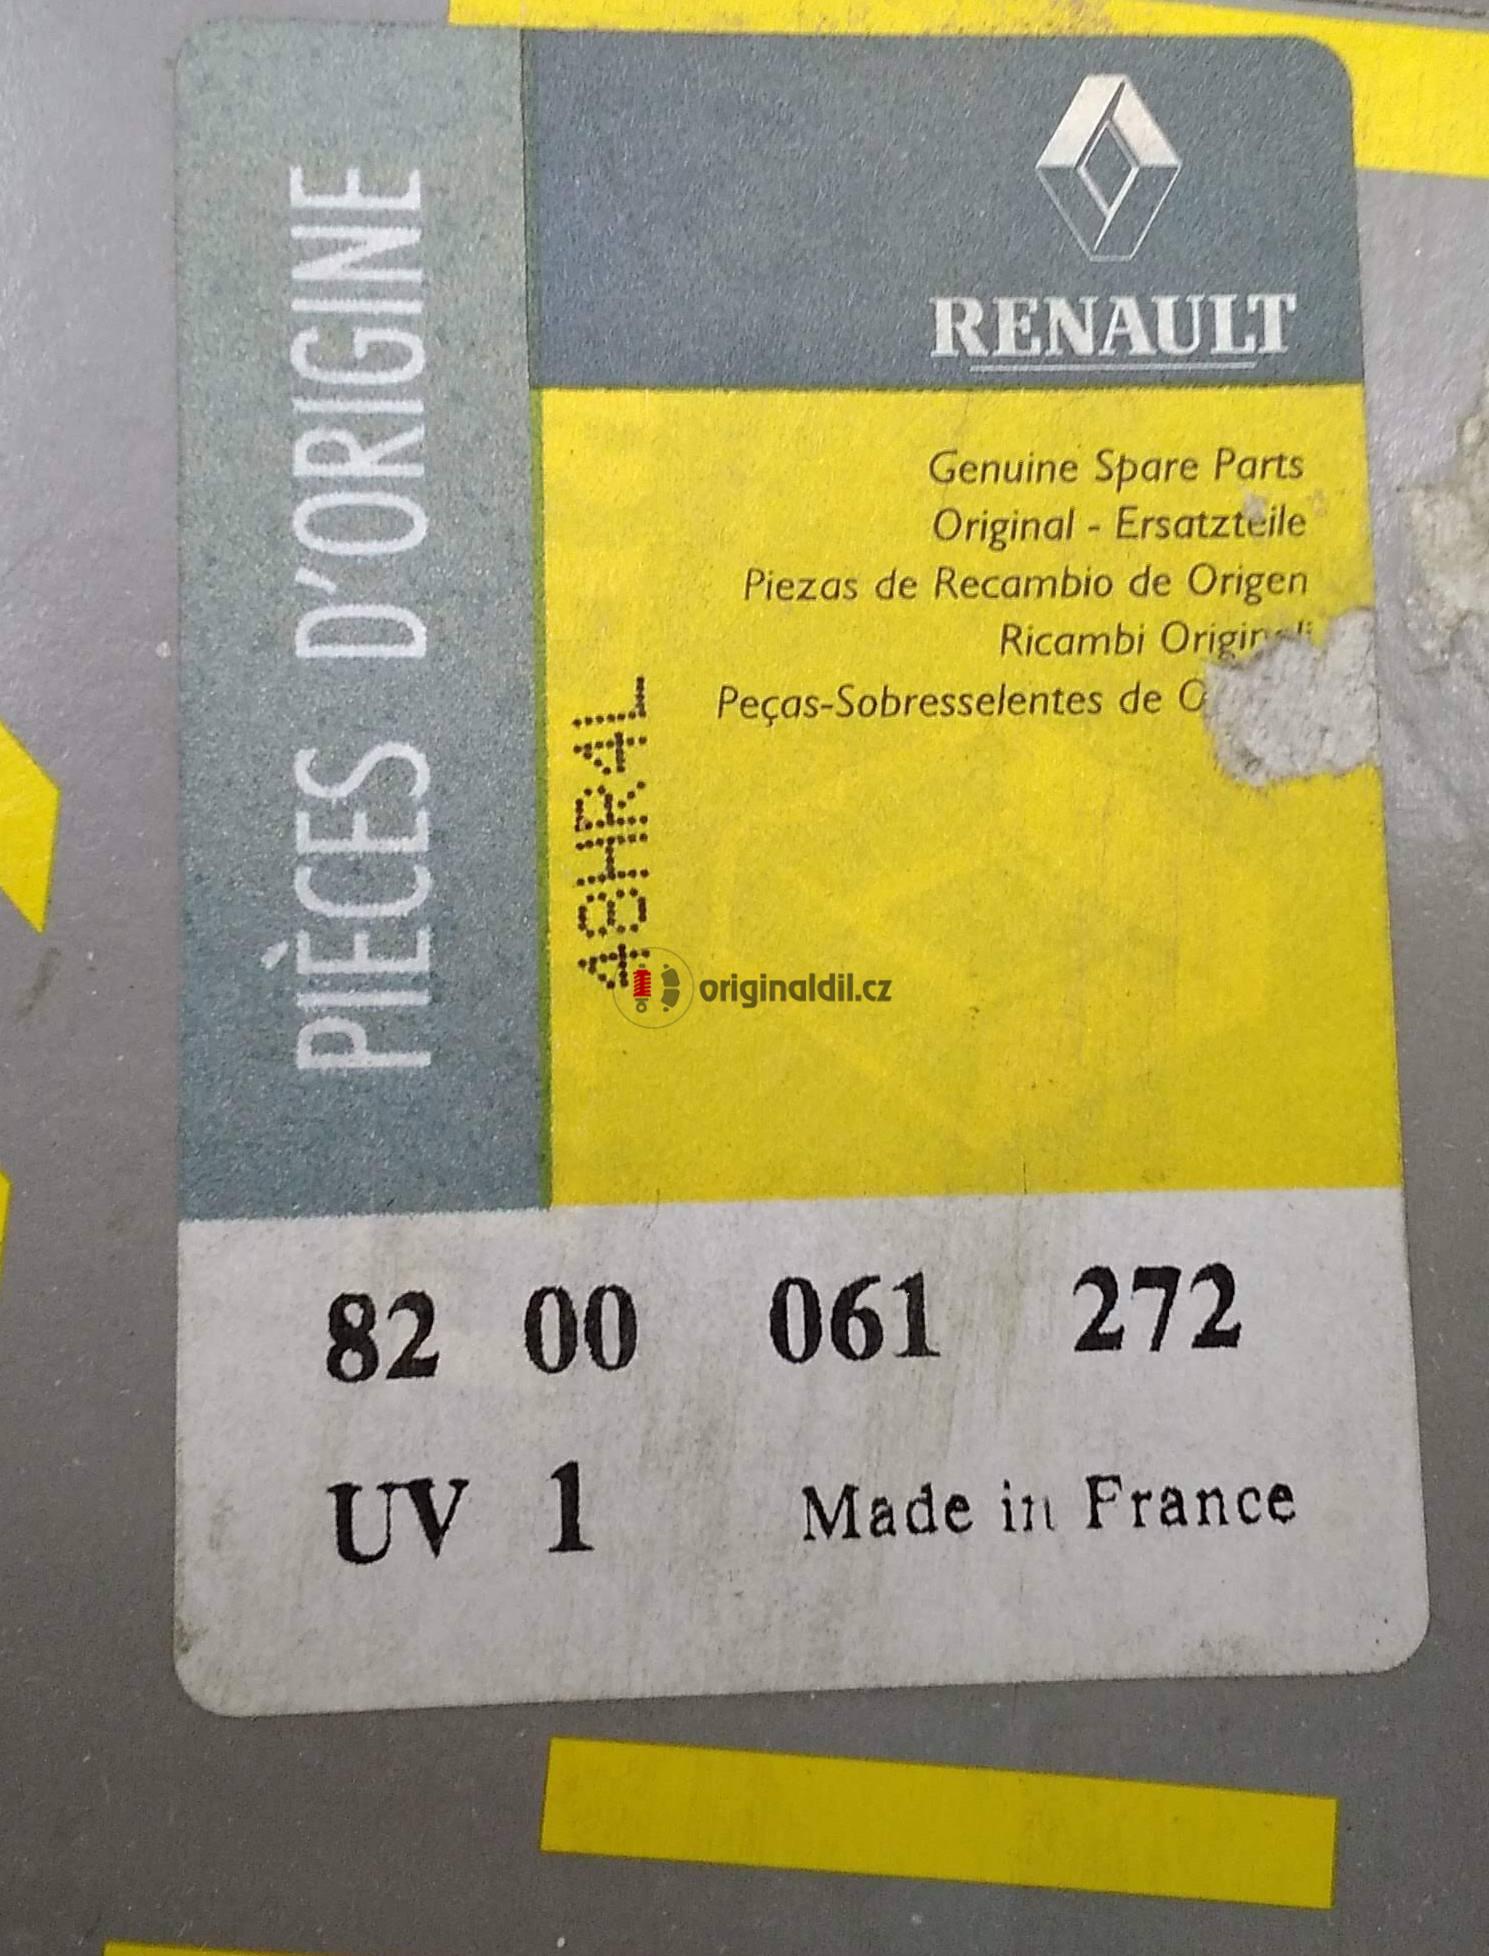 PIÈCES D'ORIGINE
RENAULT
Genuine Spare Parts
Original - Ersatzteile
Piezas de Recambio de Origen
Ricambi
Peças-Sobresselentes de
48HR4L
originaldil.cz
82 00 061 272
UV 1 Made in France